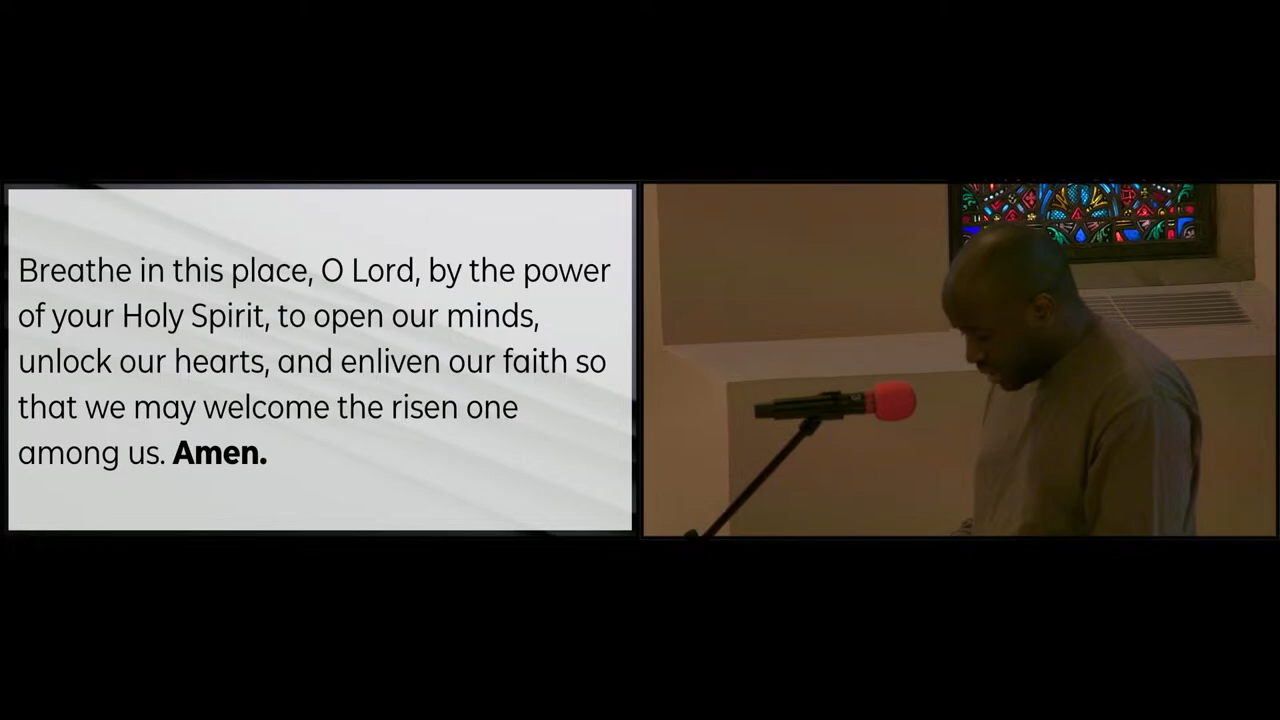 Breathe in this place, O Lord, by the power
of your Holy Spirit, to open our minds,
unlock our hearts, and enliven our faith so
that we may welcome the risen one
among us. Amen.